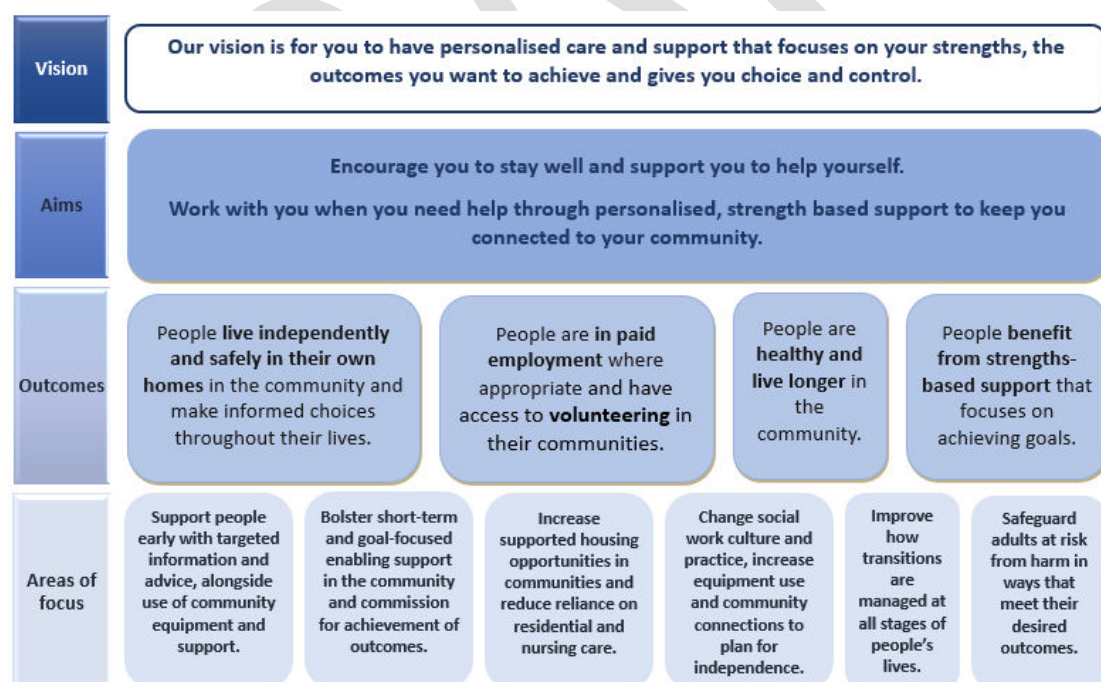 Vision
Our vision is for you to have personalised care and support that focuses on your strengths, the
outcomes you want to achieve and gives you choice and control.
Aims
Encourage you to stay well and support you to help yourself.
Work with you when you need help through personalised, strength based support to keep you
connected to your community.
Outcomes
People live independently
and safely in their own
homes in the community and
make informed choices
throughout their lives.
People are in paid
employment where
appropriate and have
access to volunteering in
their communities.
People are
healthy and
live longer in
the
community.
People benefit
from strengths-
based support that
focuses on
achieving goals.
Areas of
focus
Support people
early with targeted
information and
advice, alongside
use of community
equipment and
support.
Bolster short-term
and goal-focused
enabling support
in the community
and commission
for achievement of
outcomes.
Increase
supported housing
opportunities in
communities and
reduce reliance on
residential and
nursing care.
Change social
work culture and
practice, increase
equipment use
and community
connections to
plan for
independence.
Improve
how
transitions
are
managed at
all stages of
people's
lives.
Safeguard
adults at risk
from harm in
ways that
meet their
desired
outcomes.